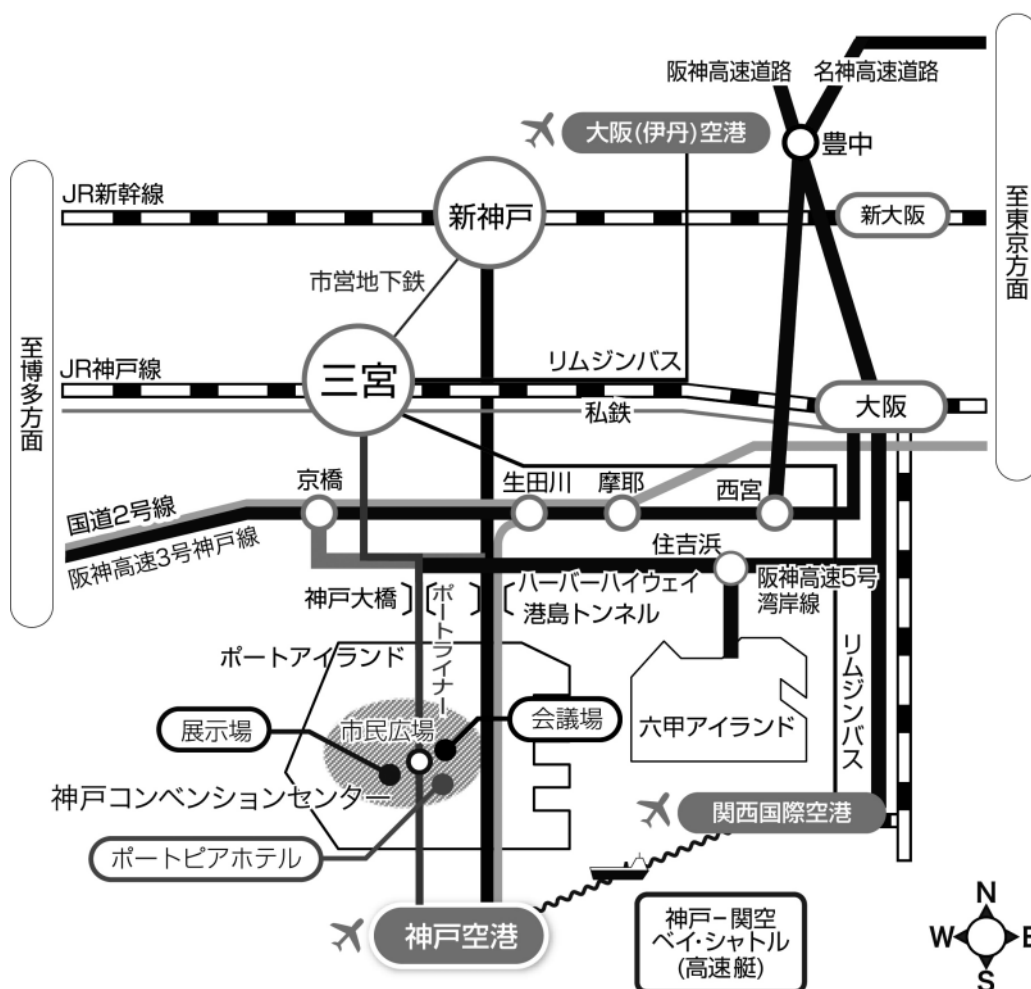 阪神高速道路
名神高速道路
大阪(伊丹)空港
豊中
JR新幹線
新神戸
新大阪
至東京方面
市営地下鉄
至博多方面
JR神戸線
三宮
リムジンバス
私鉄
大阪
京橋
生田川
摩耶
西宮
国道2号線
阪神高速3号神戸線
住吉浜
神戸大橋
ポートライナー
ハーバーハイウェイ
港島トンネル
阪神高速5号
湾岸線
ポートアイランド
リムジンバス
展示場
市民広場
会議場
六甲アイランド
神戸コンベンションセンター
関西国際空港
ポートピアホテル
神戸空港
神戸-関空
ベイ・シャトル
(高速艇)
N
W
E
S